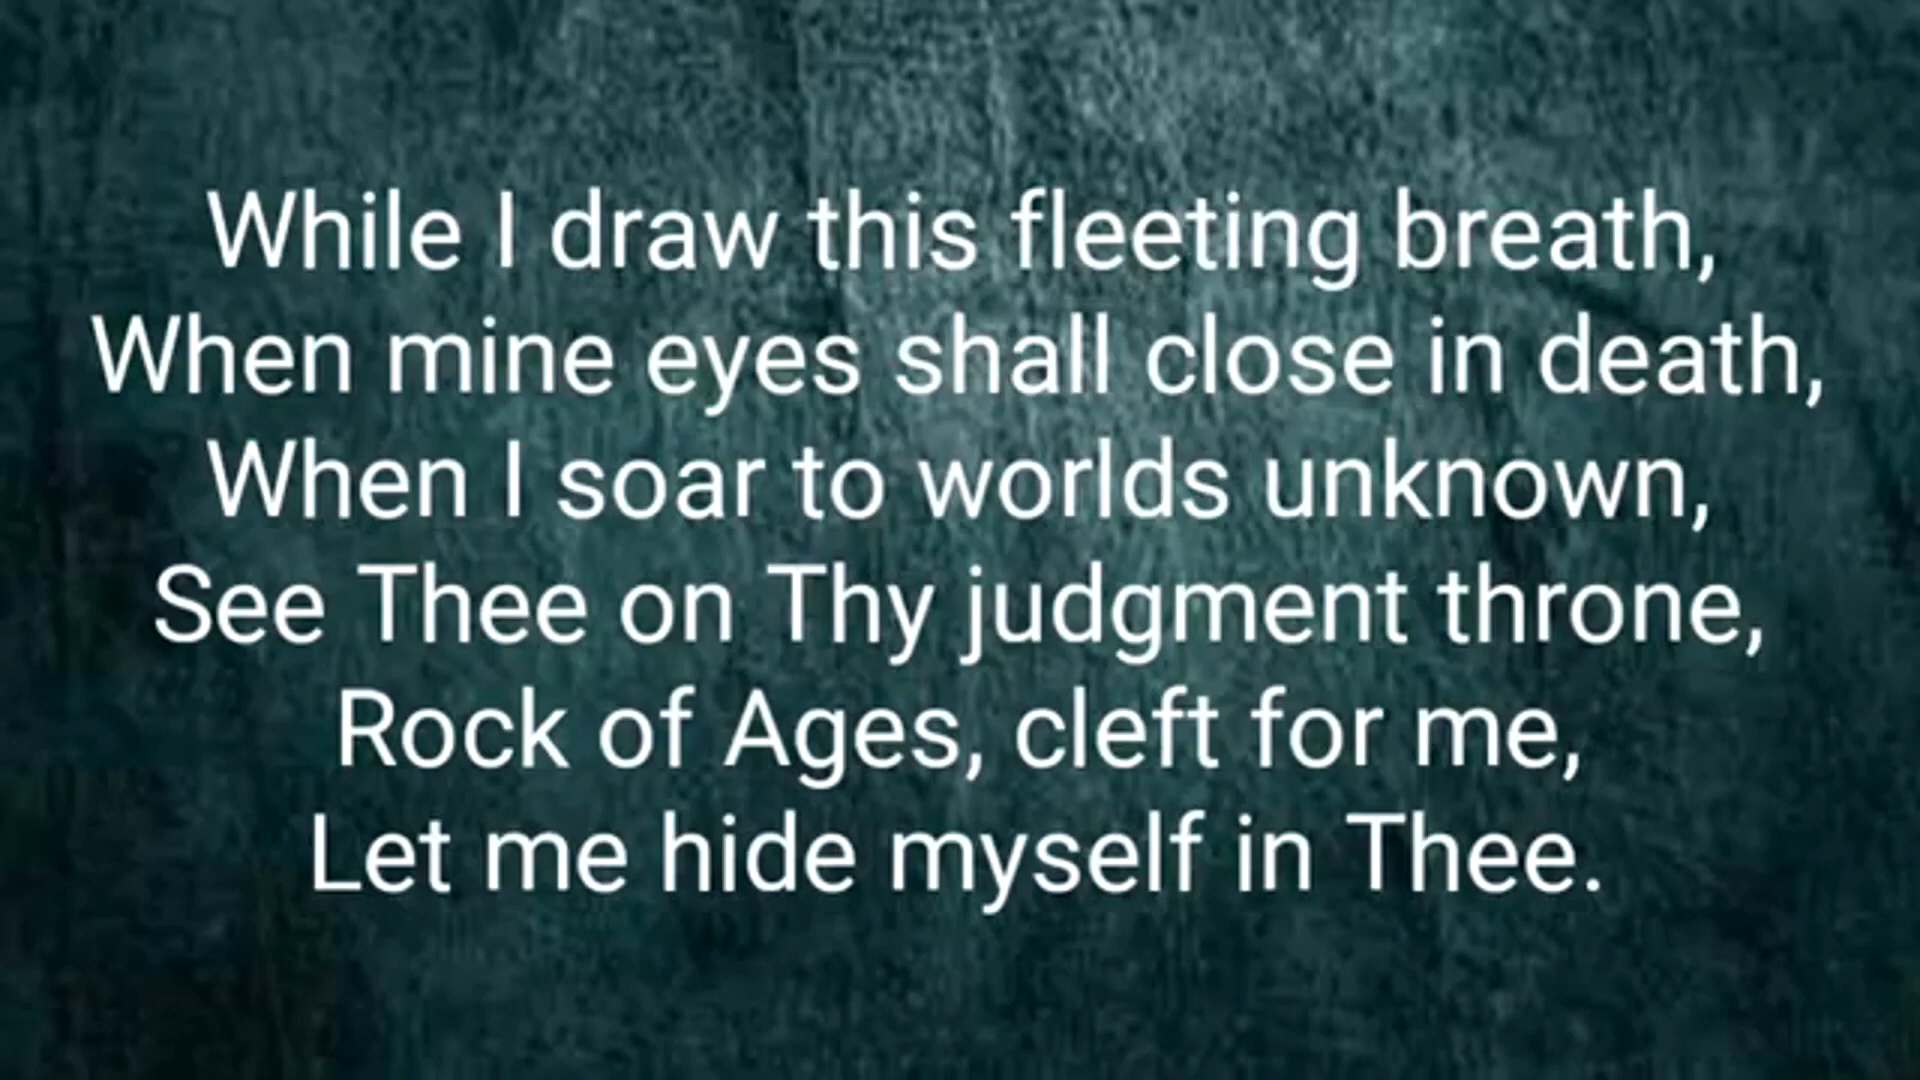 While I draw this fleeting breath,
When mine eyes shall close in death,
When I soar to worlds unknown,
See Thee on Thy judgment throne,
Rock of Ages, cleft for me,
Let me hide myself in Thee.